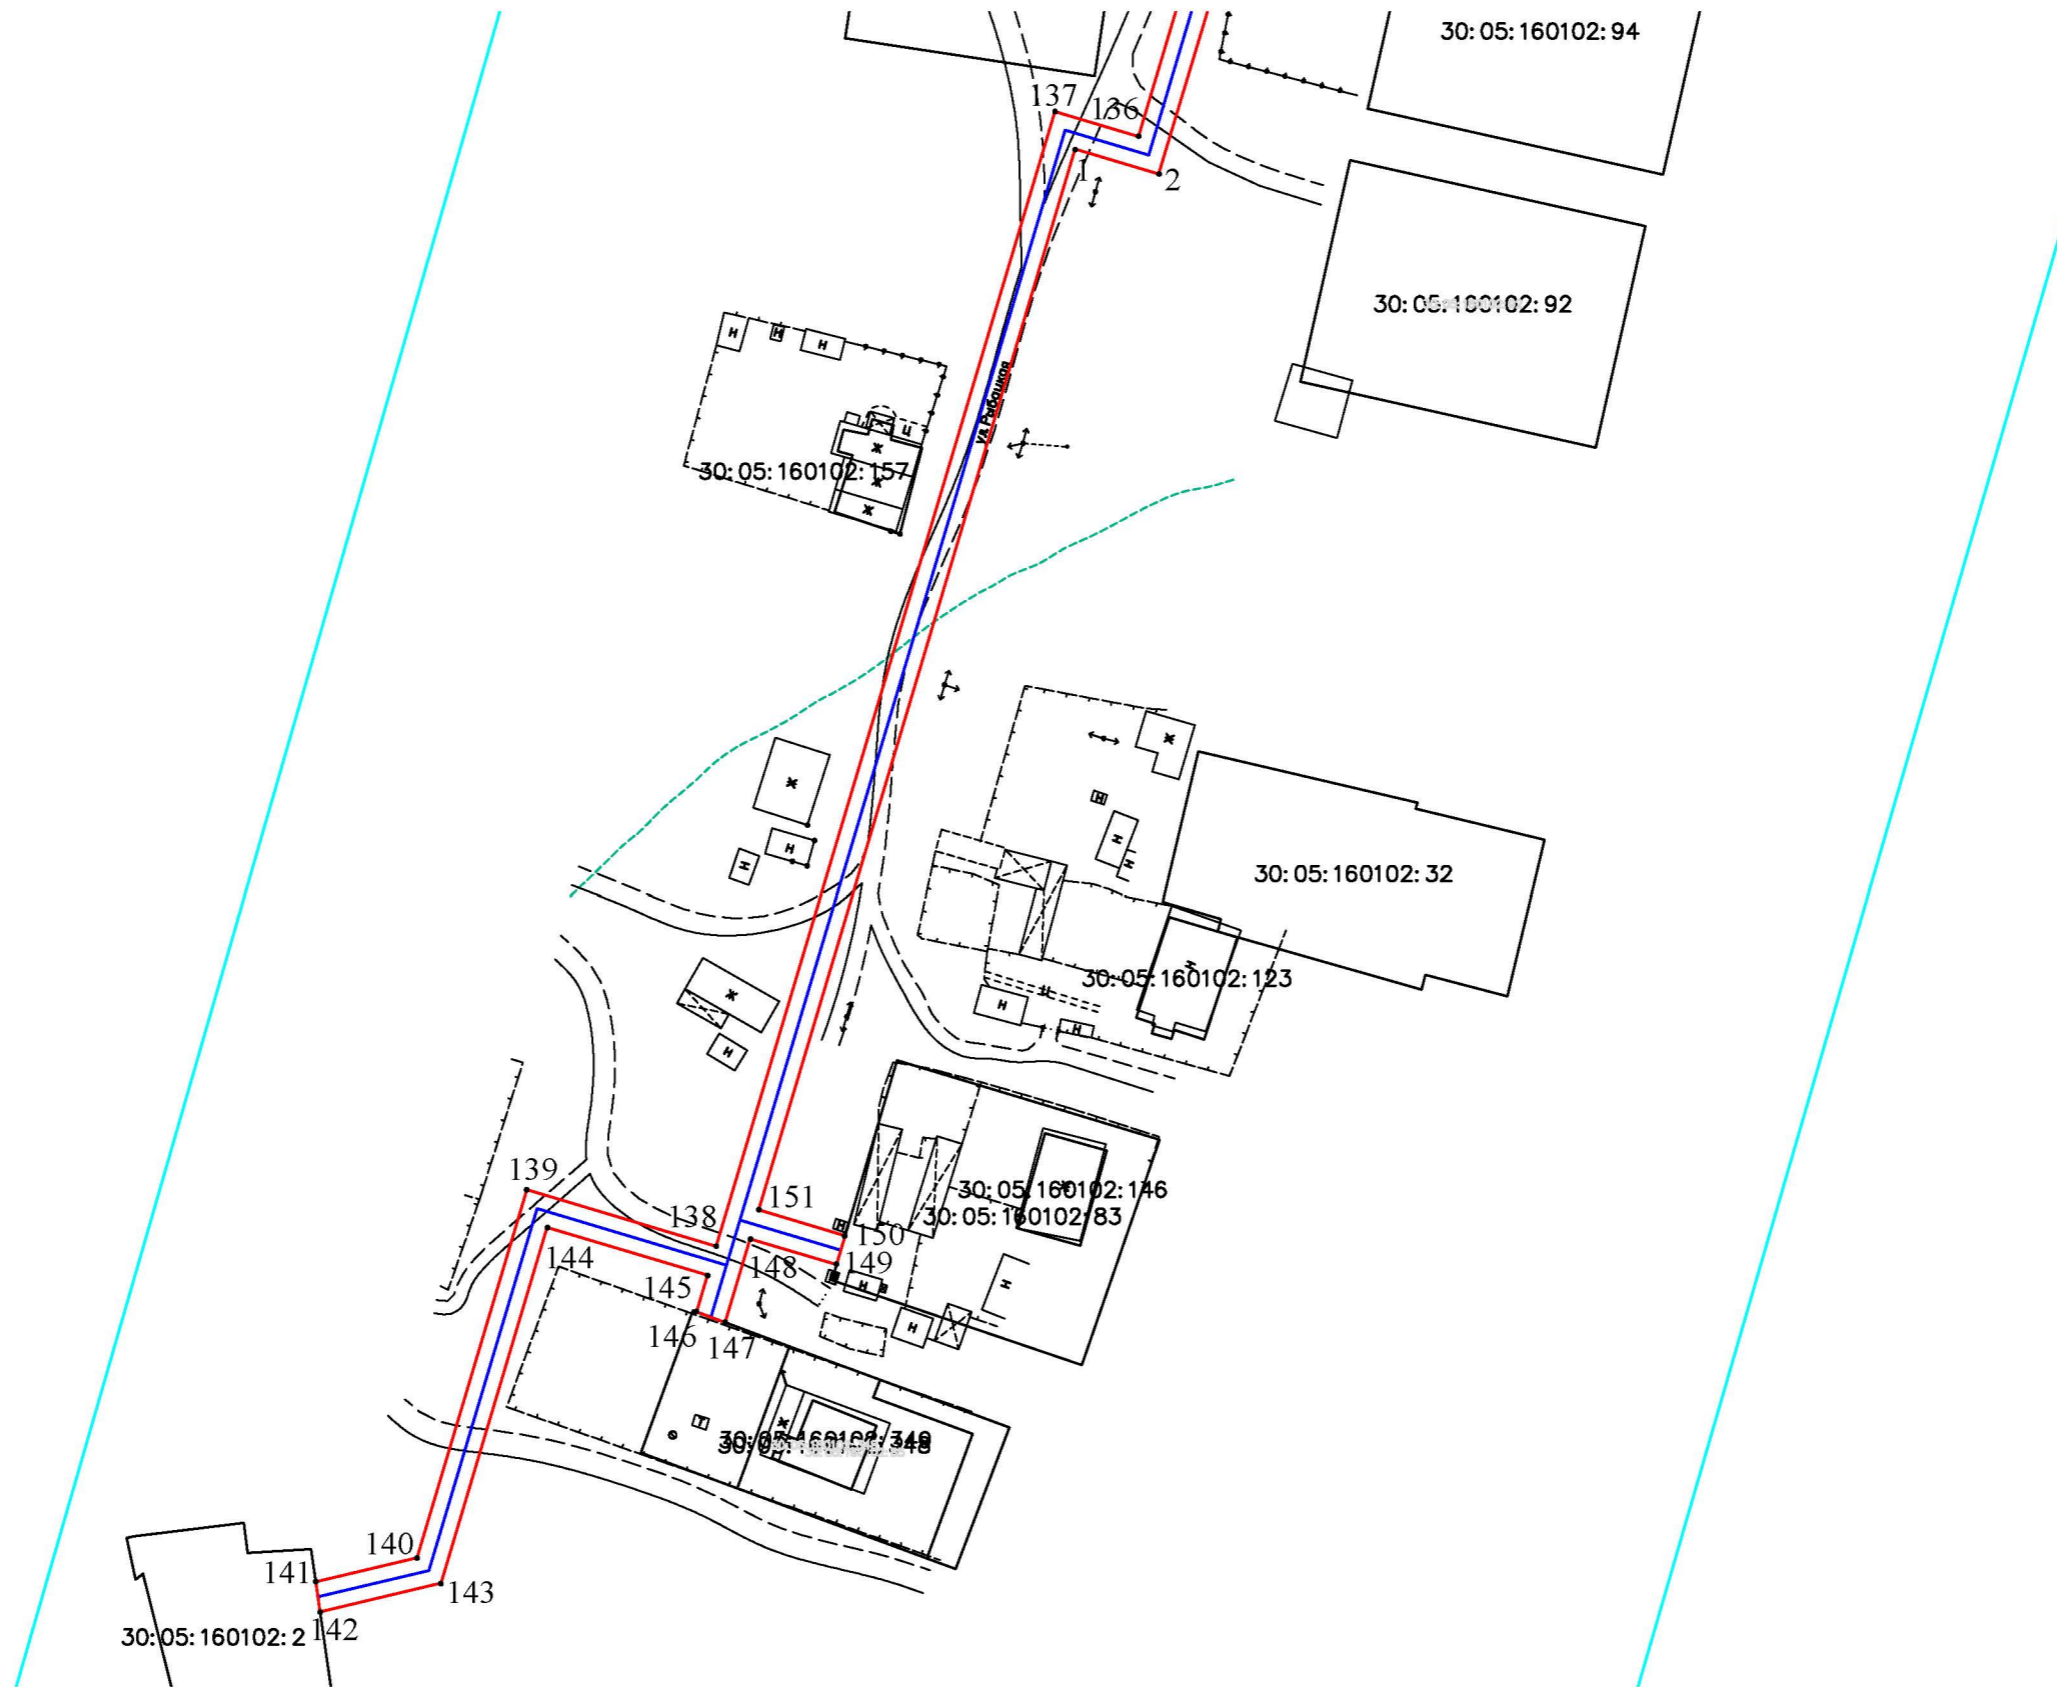 30:05:160102:94
137
136
1
2
30:05:160102:92
Н
Н
Н
ул. Рыбацкая
Ц
Ж
30:05:160102:157
Ж
Ж
Ж
Ж
Н
Н
Н
Н
Н
30:05:160102:32
Н
30:05:160102:123
Ж
Н
Ц
Н
Н
139
151
30:05:160102:146
138
Н
30:05:160102:83
150
144
148
149
145
Н
Н
146
147
Н
Т
Ж
Н
140
141
143
142
30:05:160102:2